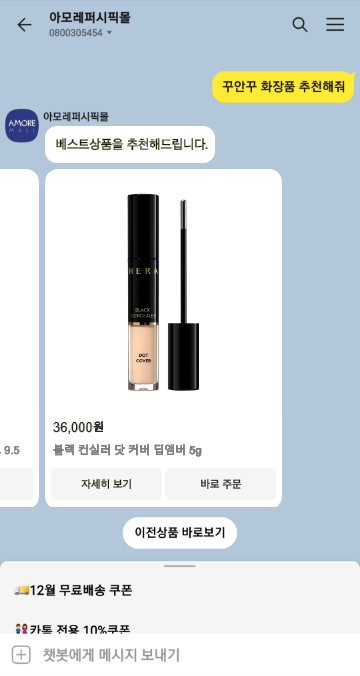 아모레퍼시픽몰
0800305454
꾸안꾸 화장품 추천해줘
AMORE
MALL
아모레퍼시픽몰
베스트상품을 추천해드립니다.
HERA
BLACK
CONCEALER
DOT
COVER
36,000원
. 9.5
블랙 컨실러 닷 커버 딥앰버 5g
자세히 보기
바로 주문
이전상품 바로보기
12월 무료배송 쿠폰
카톡 전용 10%쿠폰
챗봇에게 메시지 보내기